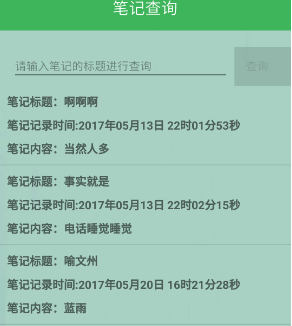 笔记查询
请输入笔记的标题进行查询
查询
笔记标题：啊啊啊
笔记记录时间:2017年05月13日 22时01分53秒
笔记内容：当然人多
笔记标题：事实就是
笔记记录时间:2017年05月13日 22时02分15秒
笔记内容：电话睡觉睡觉
笔记标题：喻文州
笔记记录时间:2017年05月20日 16时21分28秒
笔记内容：蓝雨